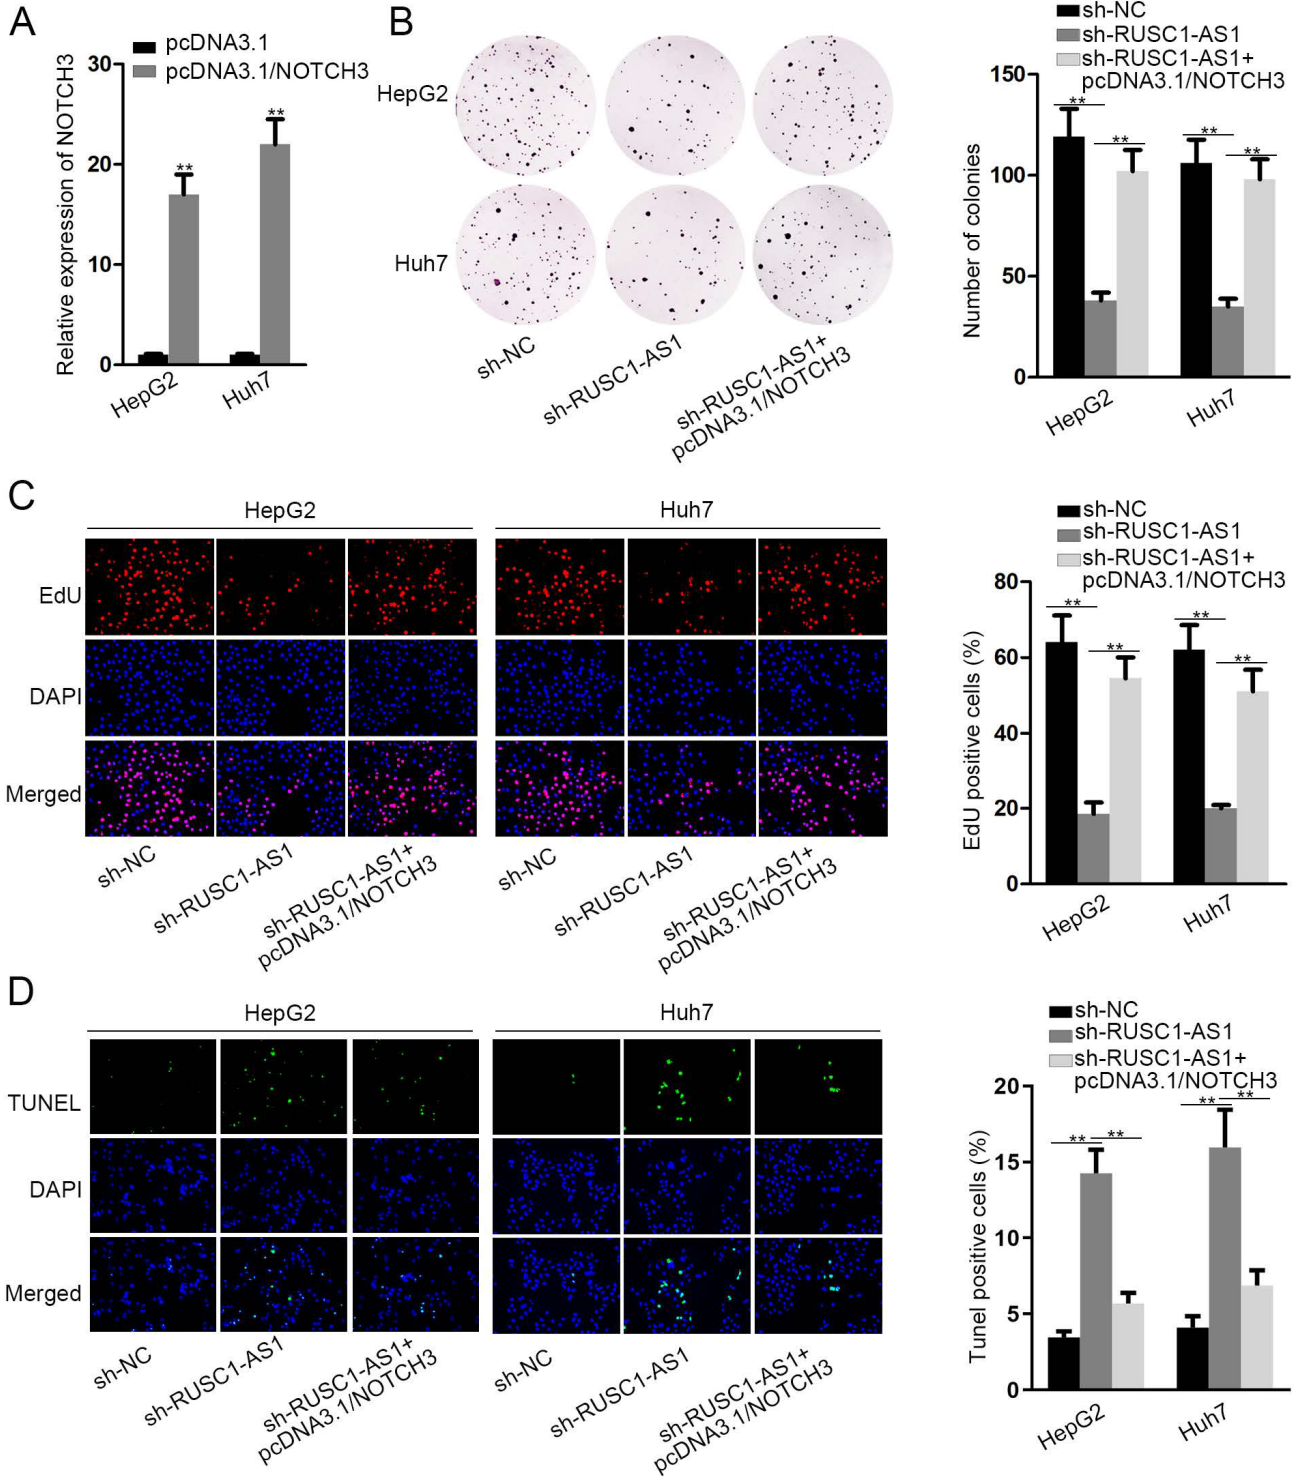 A
pcDNA3.1
pcDNA3.1/NOTCH3
Relative expression of NOTCH3
30
20
10
0
**
**
HepG2
Huh7
B
HepG2
Huh7
sh-NC
sh-RUSC1-AS1
sh-RUSC1-AS1+
pcDNA3.1/NOTCH3
sh-NC
sh-RUSC1-AS1
sh-RUSC1-AS1+
pcDNA3.1/NOTCH3
Number of colonies
150
100
50
0
**
**
**
**
HepG2
Huh7
C
HepG2
Huh7
EdU
DAPI
Merged
sh-NC
sh-RUSC1-AS1
sh-RUSC1-AS1+
pcDNA3.1/NOTCH3
sh-NC
sh-RUSC1-AS1
sh-RUSC1-AS1+
pcDNA3.1/NOTCH3
sh-NC
sh-RUSC1-AS1
sh-RUSC1-AS1+
pcDNA3.1/NOTCH3
EdU positive cells (%)
80
60
40
20
0
**
**
**
**
HepG2
Huh7
D
HepG2
Huh7
TUNEL
DAPI
Merged
sh-NC
sh-RUSC1-AS1
sh-RUSC1-AS1+
pcDNA3.1/NOTCH3
sh-NC
sh-RUSC1-AS1
sh-RUSC1-AS1+
pcDNA3.1/NOTCH3
sh-NC
sh-RUSC1-AS1
sh-RUSC1-AS1+
pcDNA3.1/NOTCH3
Tunel positive cells (%)
20
15
10
5
0
**
**
**
**
HepG2
Huh7